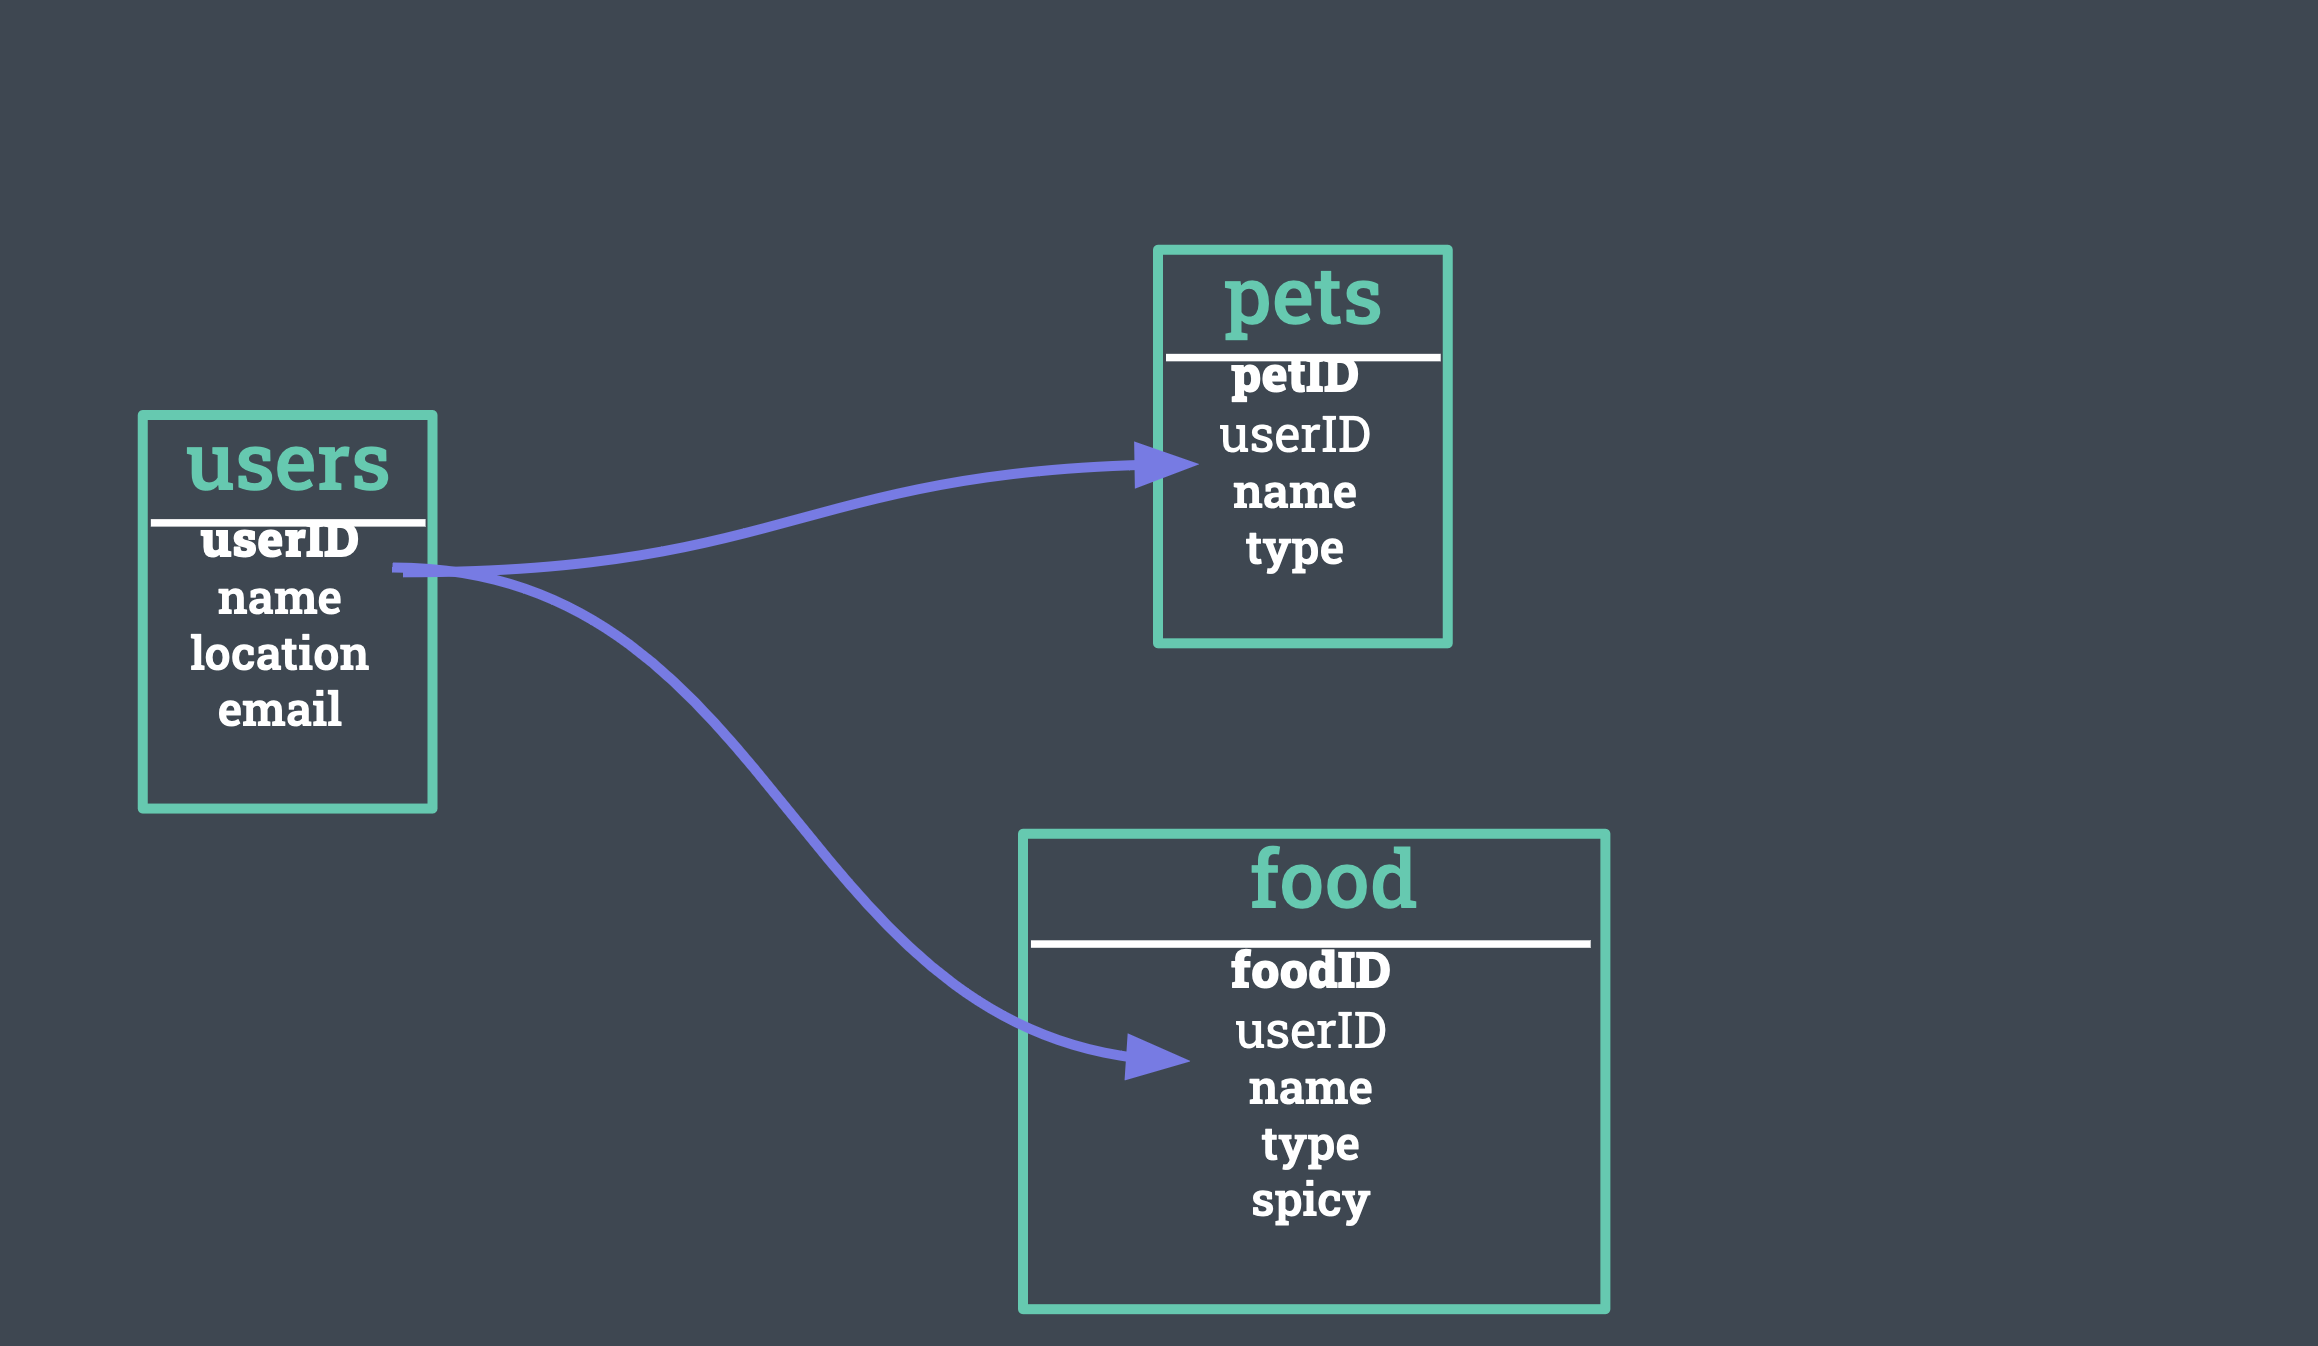 users
userID
name
location
email
pets
petID
userID
name
type
food
foodID
userID
name
type
spicy